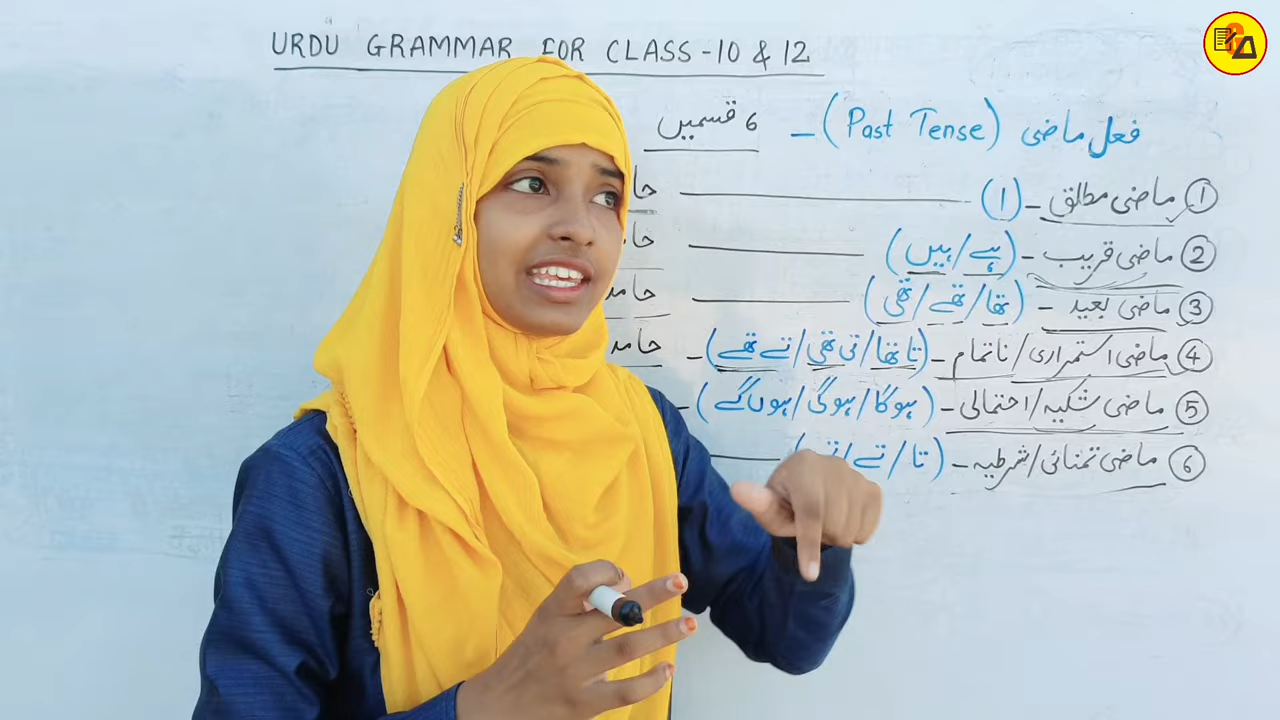 URDU GRAMMAR FOR CLASS-10 & 12
فعل ماضی (Past Tense) - 6 قسمیں
① ماضی مطلق - (ا)
② ماضی قریب - (ہے/ہیں)
③ ماضی بعید - (تھا/تھے/تھی) حامد
④ ماضی استمراری/ناتمام - (تا تھا/تی تھی/تے تھے) - حامد
⑤ ماضی شکیہ/احتمالی - (ہوگا/ہوگی/ہوں گے) -
⑥ ماضی تمنائی/شرطیہ - (تا/تے/